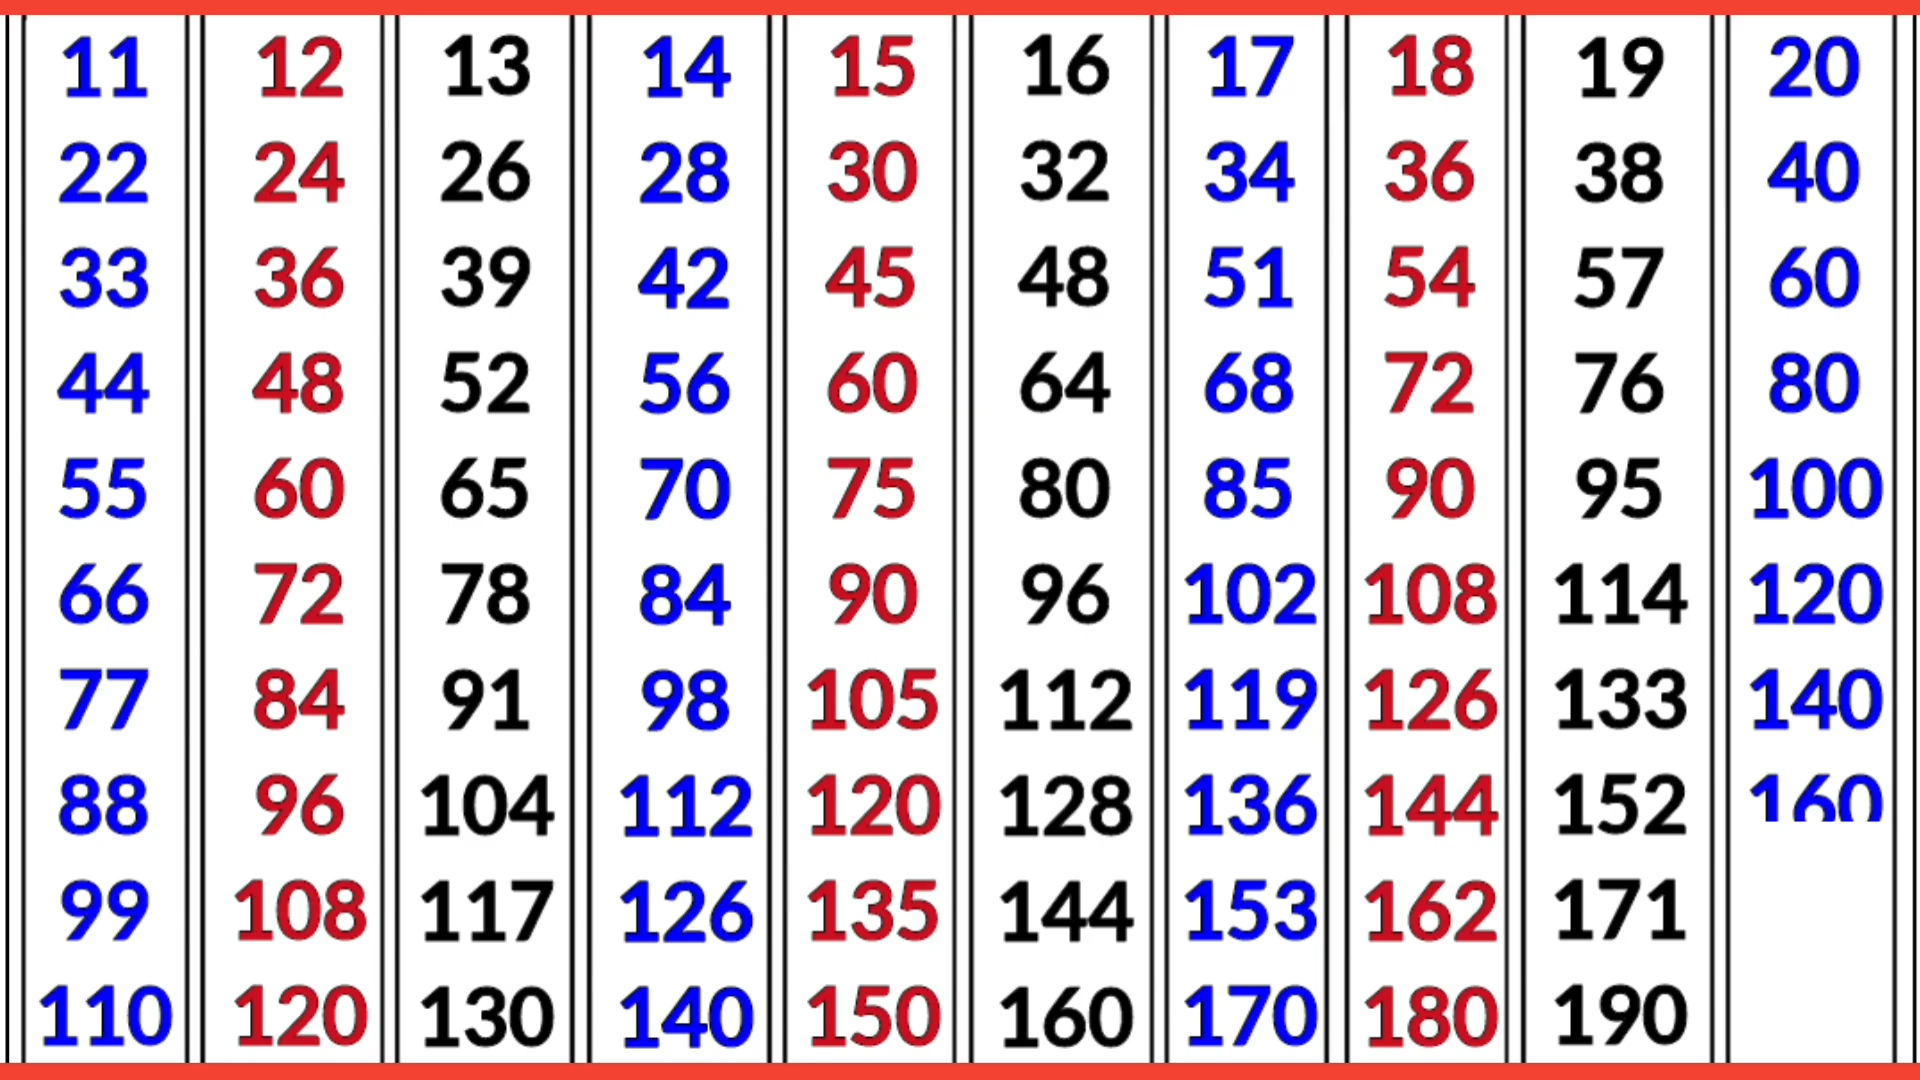 11 12 13 14 15 16 17 18 19 20
22 24 26 28 30 32 34 36 38 40
33 36 39 42 45 48 51 54 57 60
44 48 52 56 60 64 68 72 76 80
55 60 65 70 75 80 85 90 95 100
66 72 78 84 90 96 102 108 114 120
77 84 91 98 105 112 119 126 133 140
88 96 104 112 120 128 136 144 152 160
99 108 117 126 135 144 153 162 171
110 120 130 140 150 160 170 180 190